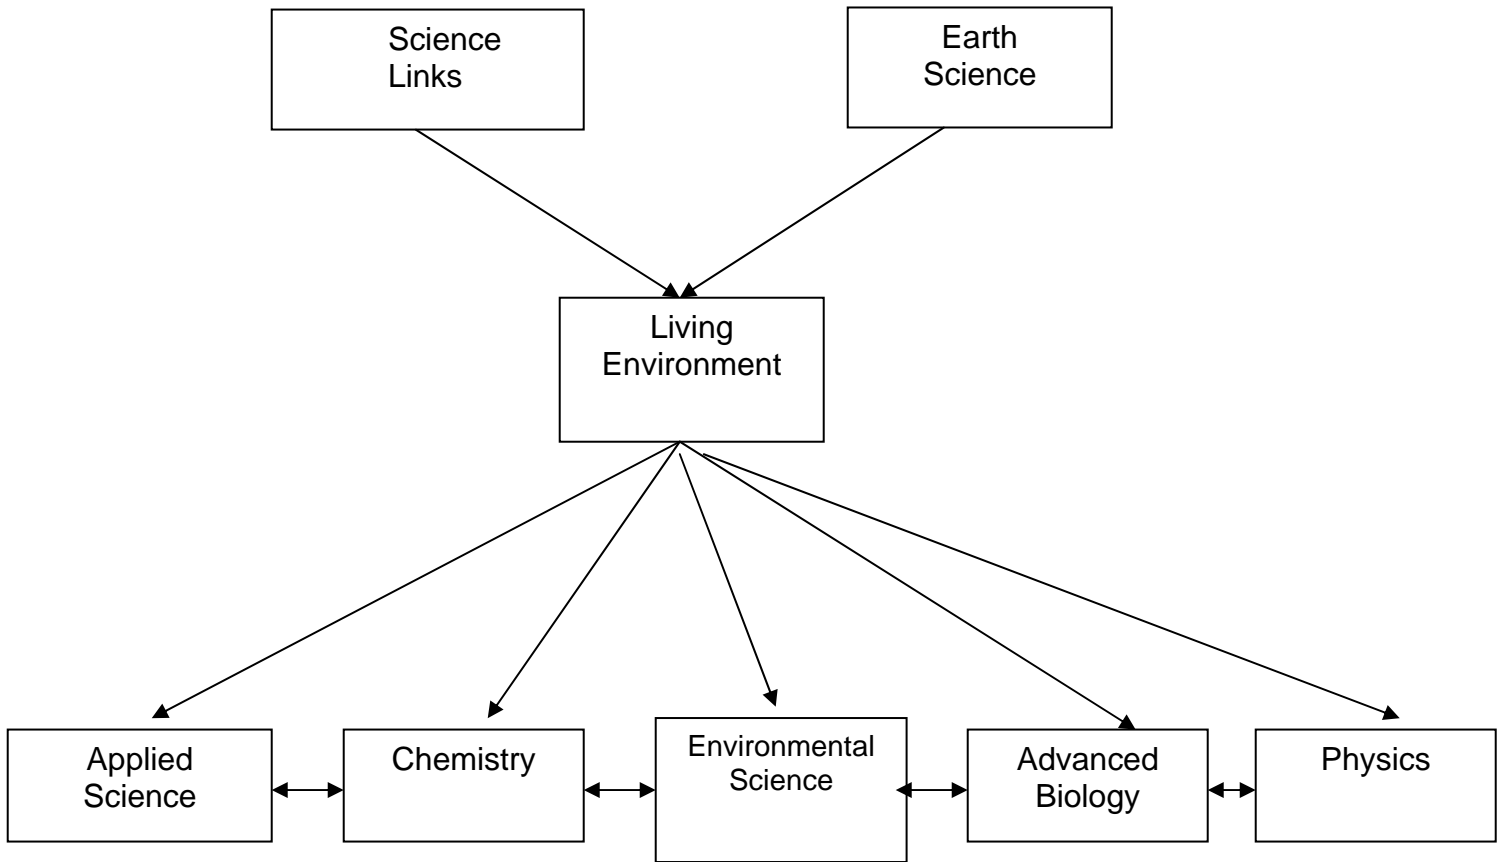 Science
Links
Earth
Science
Living
Environment
Applied
Science
Chemistry
Environmental
Science
Advanced
Biology
Physics